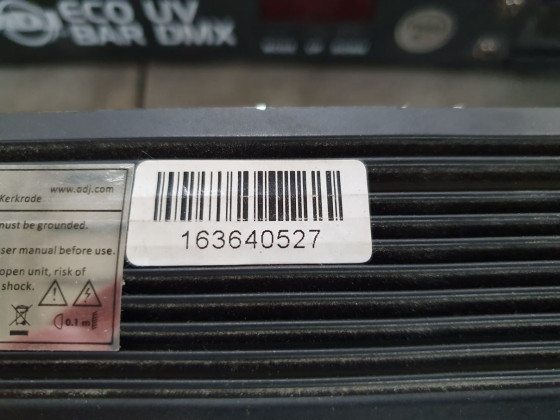 ADJ ECO UV
BAR DMX
www.adj.com
Kerkrade
must be grounded.
ser manual before use.
open unit, risk of
shock.
0.1 m
163640527